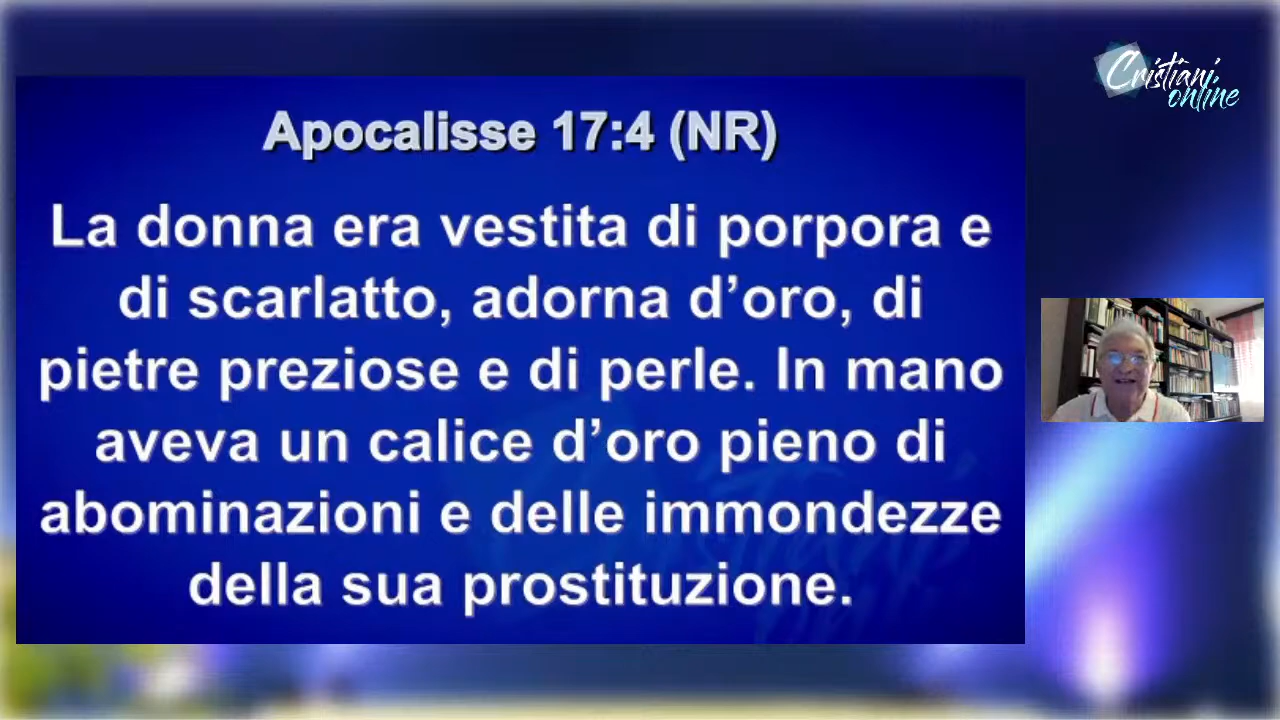 Cristiani
online
Apocalisse 17:4 (NR)
La donna era vestita di porpora e
di scarlatto, adorna d’oro, di
pietre preziose e di perle. In mano
aveva un calice d’oro pieno di
abominazioni e delle immondezze
della sua prostituzione.